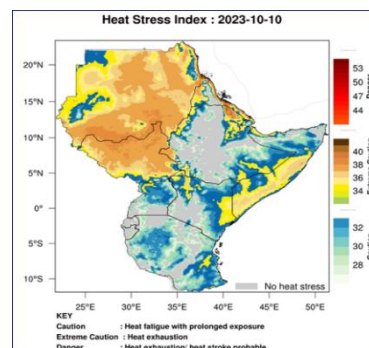 Heat Stress Index : 2023-10-10
20°N
15°N
10°N
5°N
0°
5°S
10°S
25°E 30°E 35°E 40°E 45°E 50°E
No heat stress
53
50
47
44
40
38
36
34
32
30
28
KEY
Caution : Heat fatigue with prolonged exposure
Extreme Caution : Heat exhaustion
Danger : Heat exhaustion/ heat stroke probable